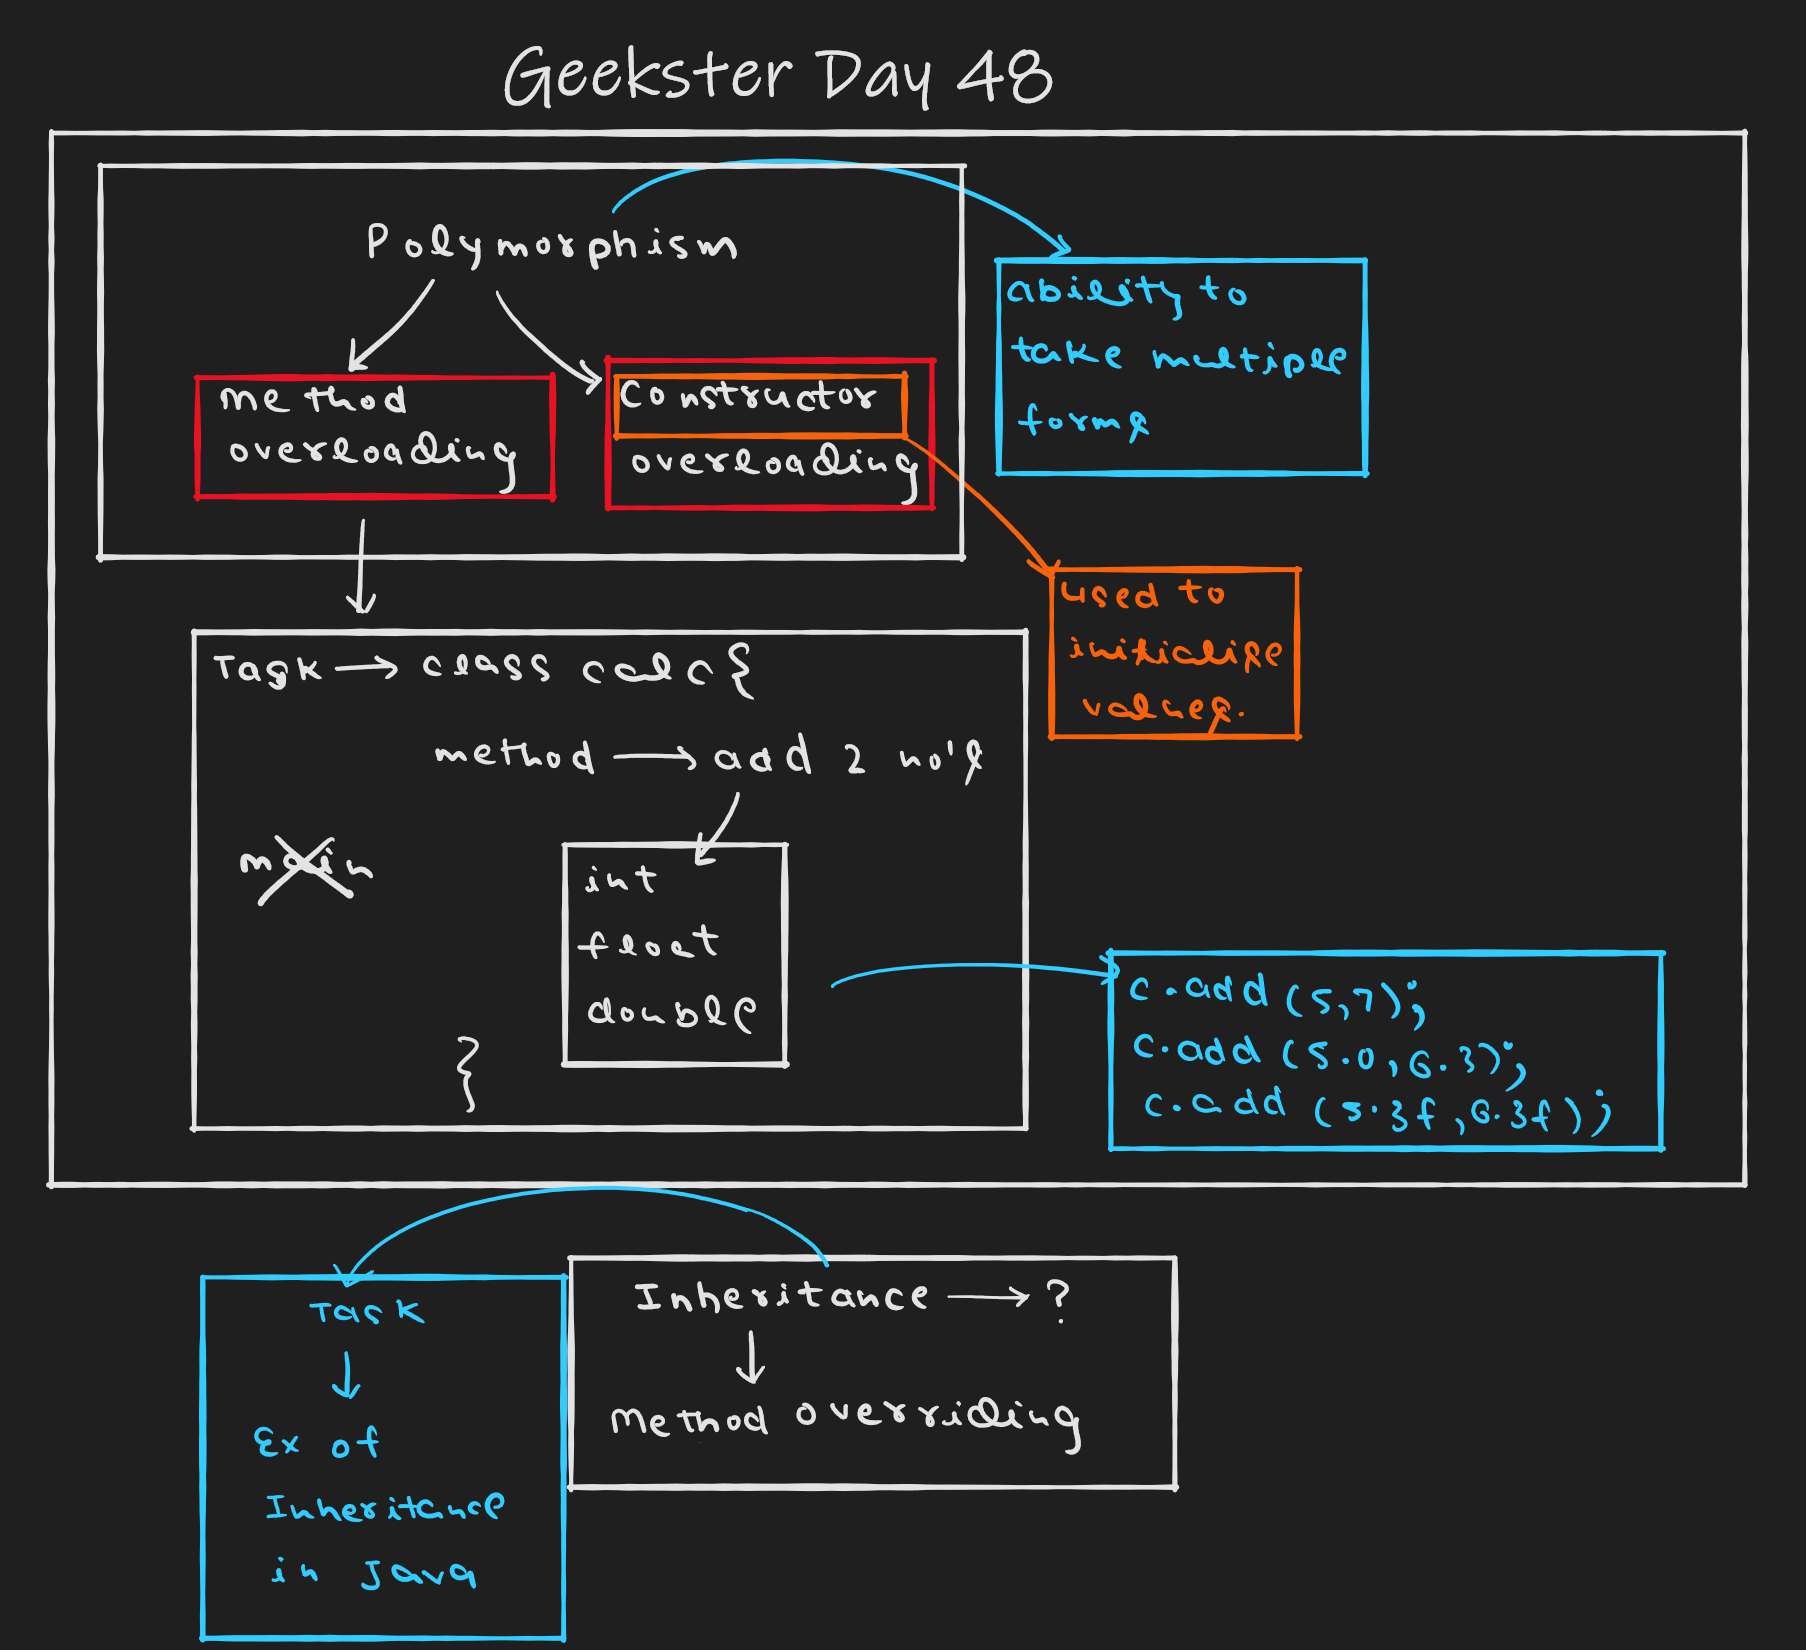 Geekster Day 48
Polymorphism
method
overloading
constructor
overloading
ability to
take multiple
forms
used to
initialise
values.
Task → class calc {
method → add 2 no's
main
int
float
double
}
c.add (5,7);
c.add (5.0,6.3);
c.add (5.3f,6.3f);
Inheritance → ?
Method overriding
Task
Ex of
Inheritance
in Java